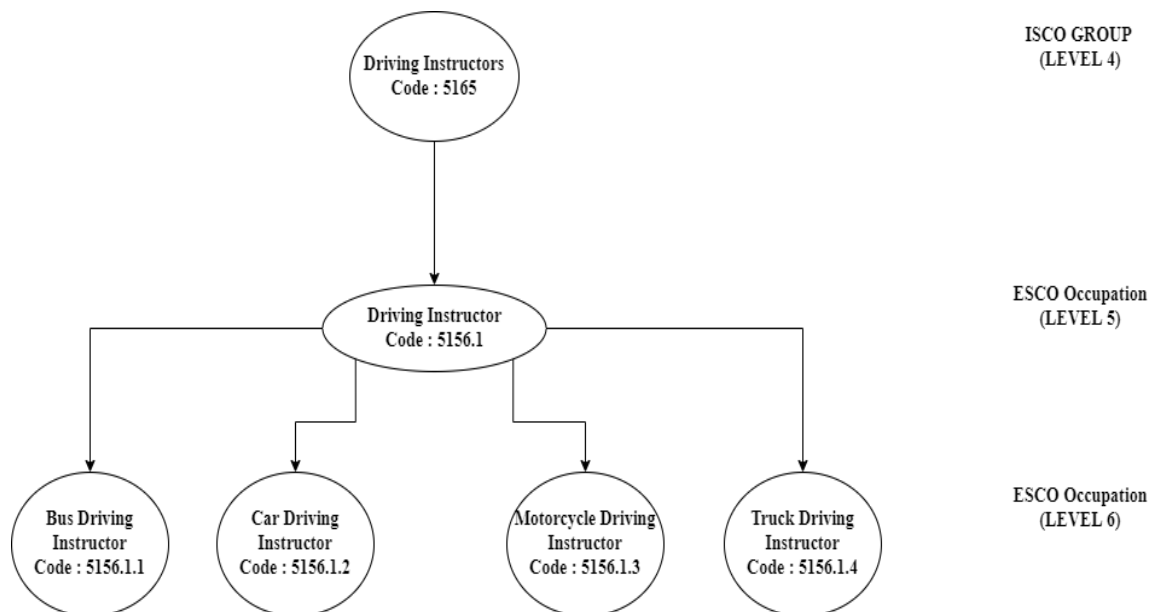 Driving Instructors
Code : 5165
ISCO GROUP
(LEVEL 4)
Driving Instructor
Code : 5156.1
ESCO Occupation
(LEVEL 5)
Bus Driving
Instructor
Code : 5156.1.1
Car Driving
Instructor
Code : 5156.1.2
Motorcycle Driving
Instructor
Code : 5156.1.3
Truck Driving
Instructor
Code : 5156.1.4
ESCO Occupation
(LEVEL 6)